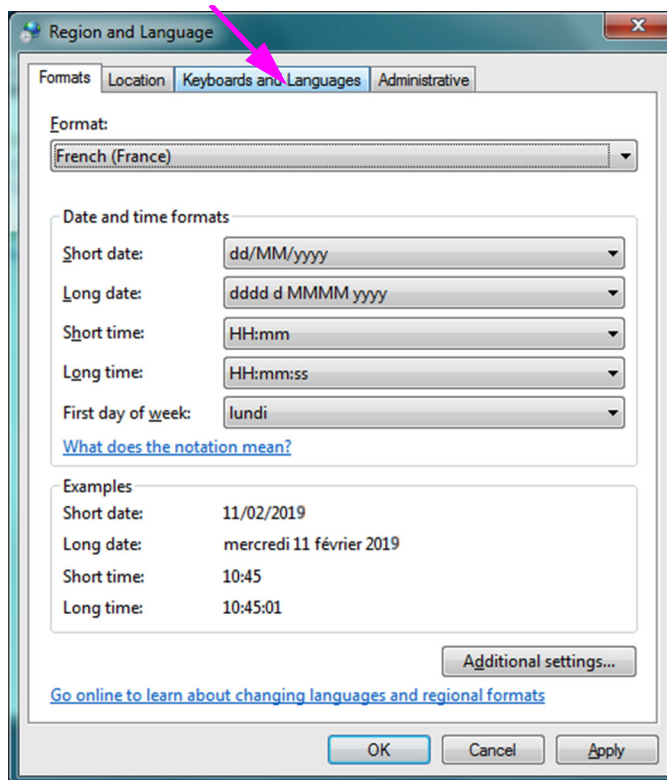 Region and Language
Formats Location Keyboards and Languages Administrative
Format:
French (France)
Date and time formats
Short date: dd/MM/yyyy
Long date: dddd d MMMM yyyy
Short time: HH:mm
Long time: HH:mm:ss
First day of week: lundi
What does the notation mean?
Examples
Short date: 11/02/2019
Long date: mercredi 11 février 2019
Short time: 10:45
Long time: 10:45:01
Additional settings...
Go online to learn about changing languages and regional formats
OK Cancel Apply